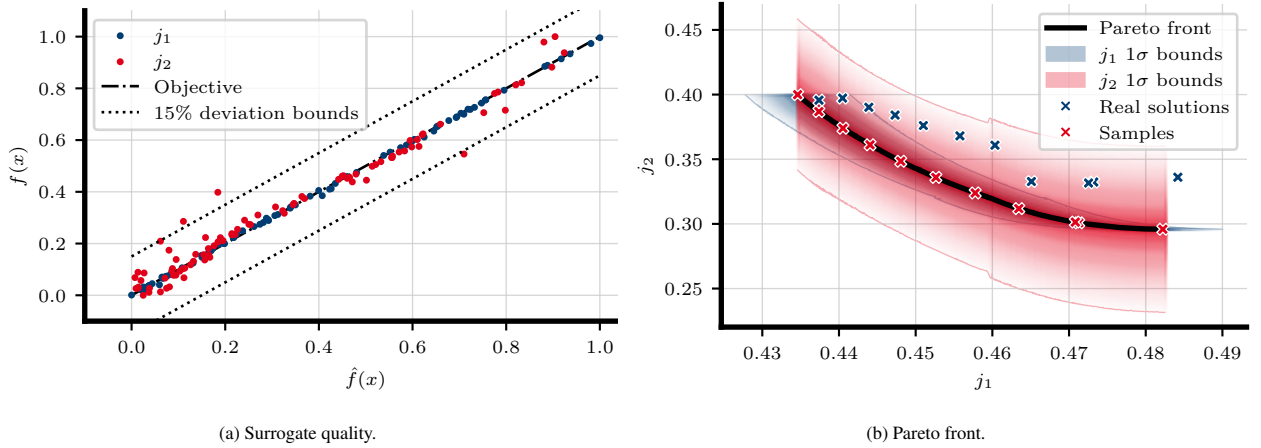 1.0
0.8
0.6
0.4
0.2
0.0
f(x)
j1
j2
Objective
15% deviation bounds
0.0 0.2 0.4 0.6 0.8 1.0
f̂(x)
(a) Surrogate quality.
0.45
0.40
0.35
0.30
0.25
j2
Pareto front
j1 1σ bounds
j2 1σ bounds
Real solutions
Samples
0.43 0.44 0.45 0.46 0.47 0.48 0.49
j1
(b) Pareto front.